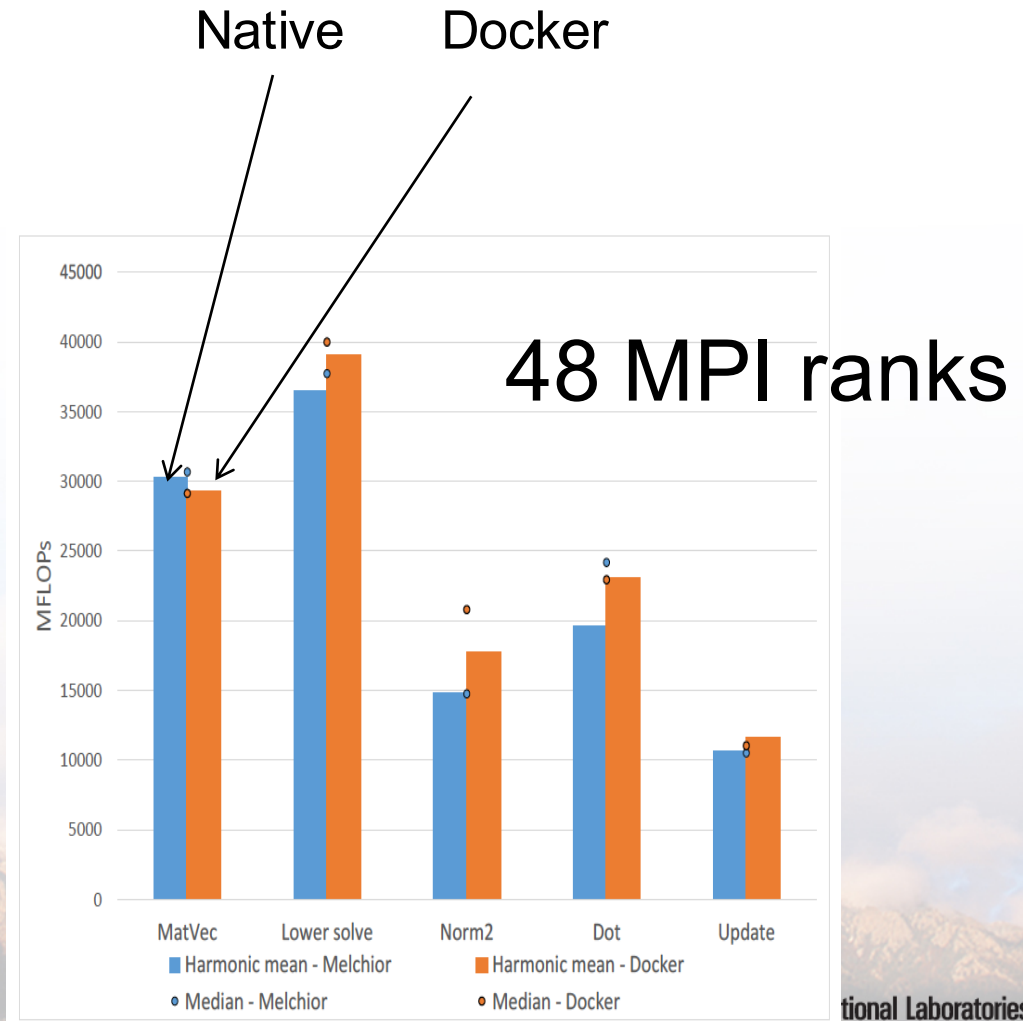 Native Docker
48 MPI ranks
MFLOPs
45000
40000
35000
30000
25000
20000
15000
10000
5000
0
MatVec Lower solve Norm2 Dot Update
Harmonic mean - Melchior Harmonic mean - Docker
Median - Melchior Median - Docker
tional Laboratories